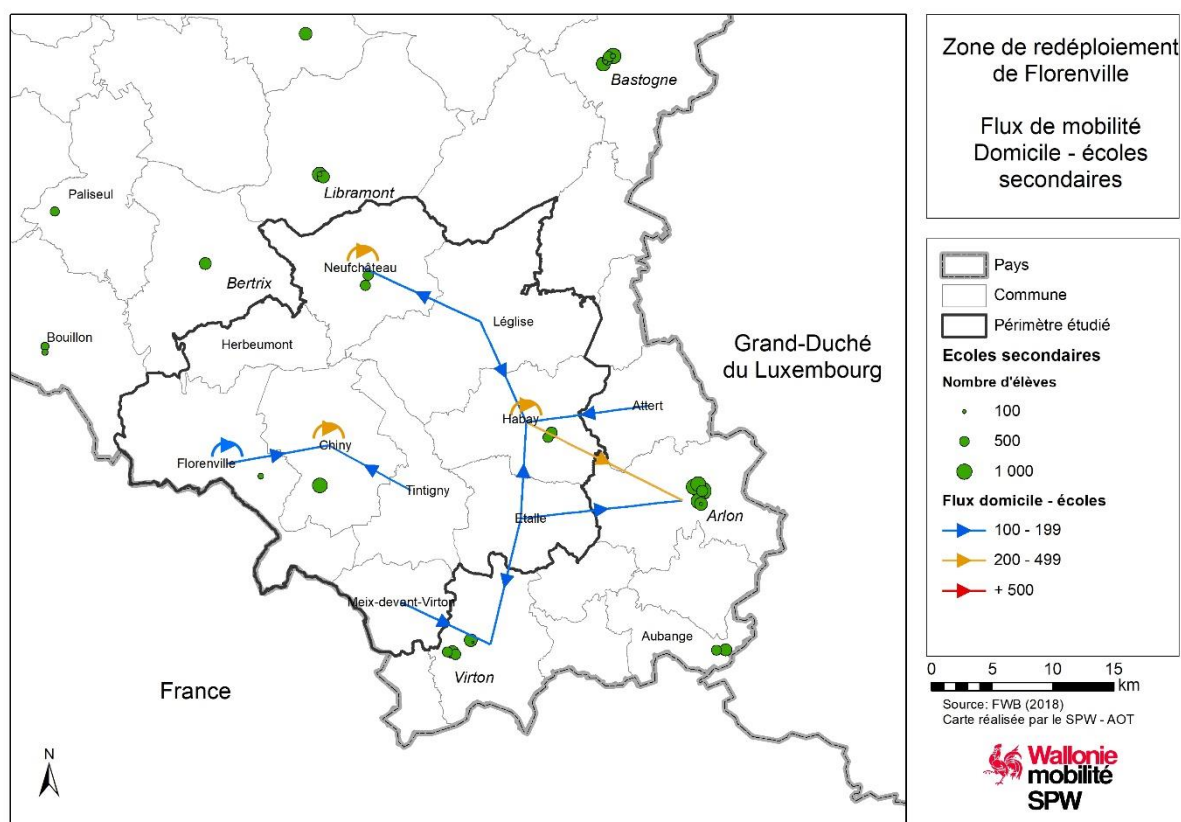 Zone de redéploiement
de Florenville
Flux de mobilité
Domicile - écoles
secondaires
Bastogne
Libramont
Paliseul
Neufchâteau
Bertrix
Bouillon
Herbeumont
Léglise
Grand-Duché
du Luxembourg
Attert
Habay
Chiny
Florenville
Tintigny
Etalle
Arlon
Meix-devant-Virton
Aubange
Virton
France
N
Pays
Commune
Périmètre étudié
Ecoles secondaires
Nombre d'élèves
100
500
1 000
Flux domicile - écoles
100 - 199
200 - 499
+ 500
0 5 10 15
km
Source: FWB (2018)
Carte réalisée par le SPW - AOT
Wallonie
mobilité
SPW